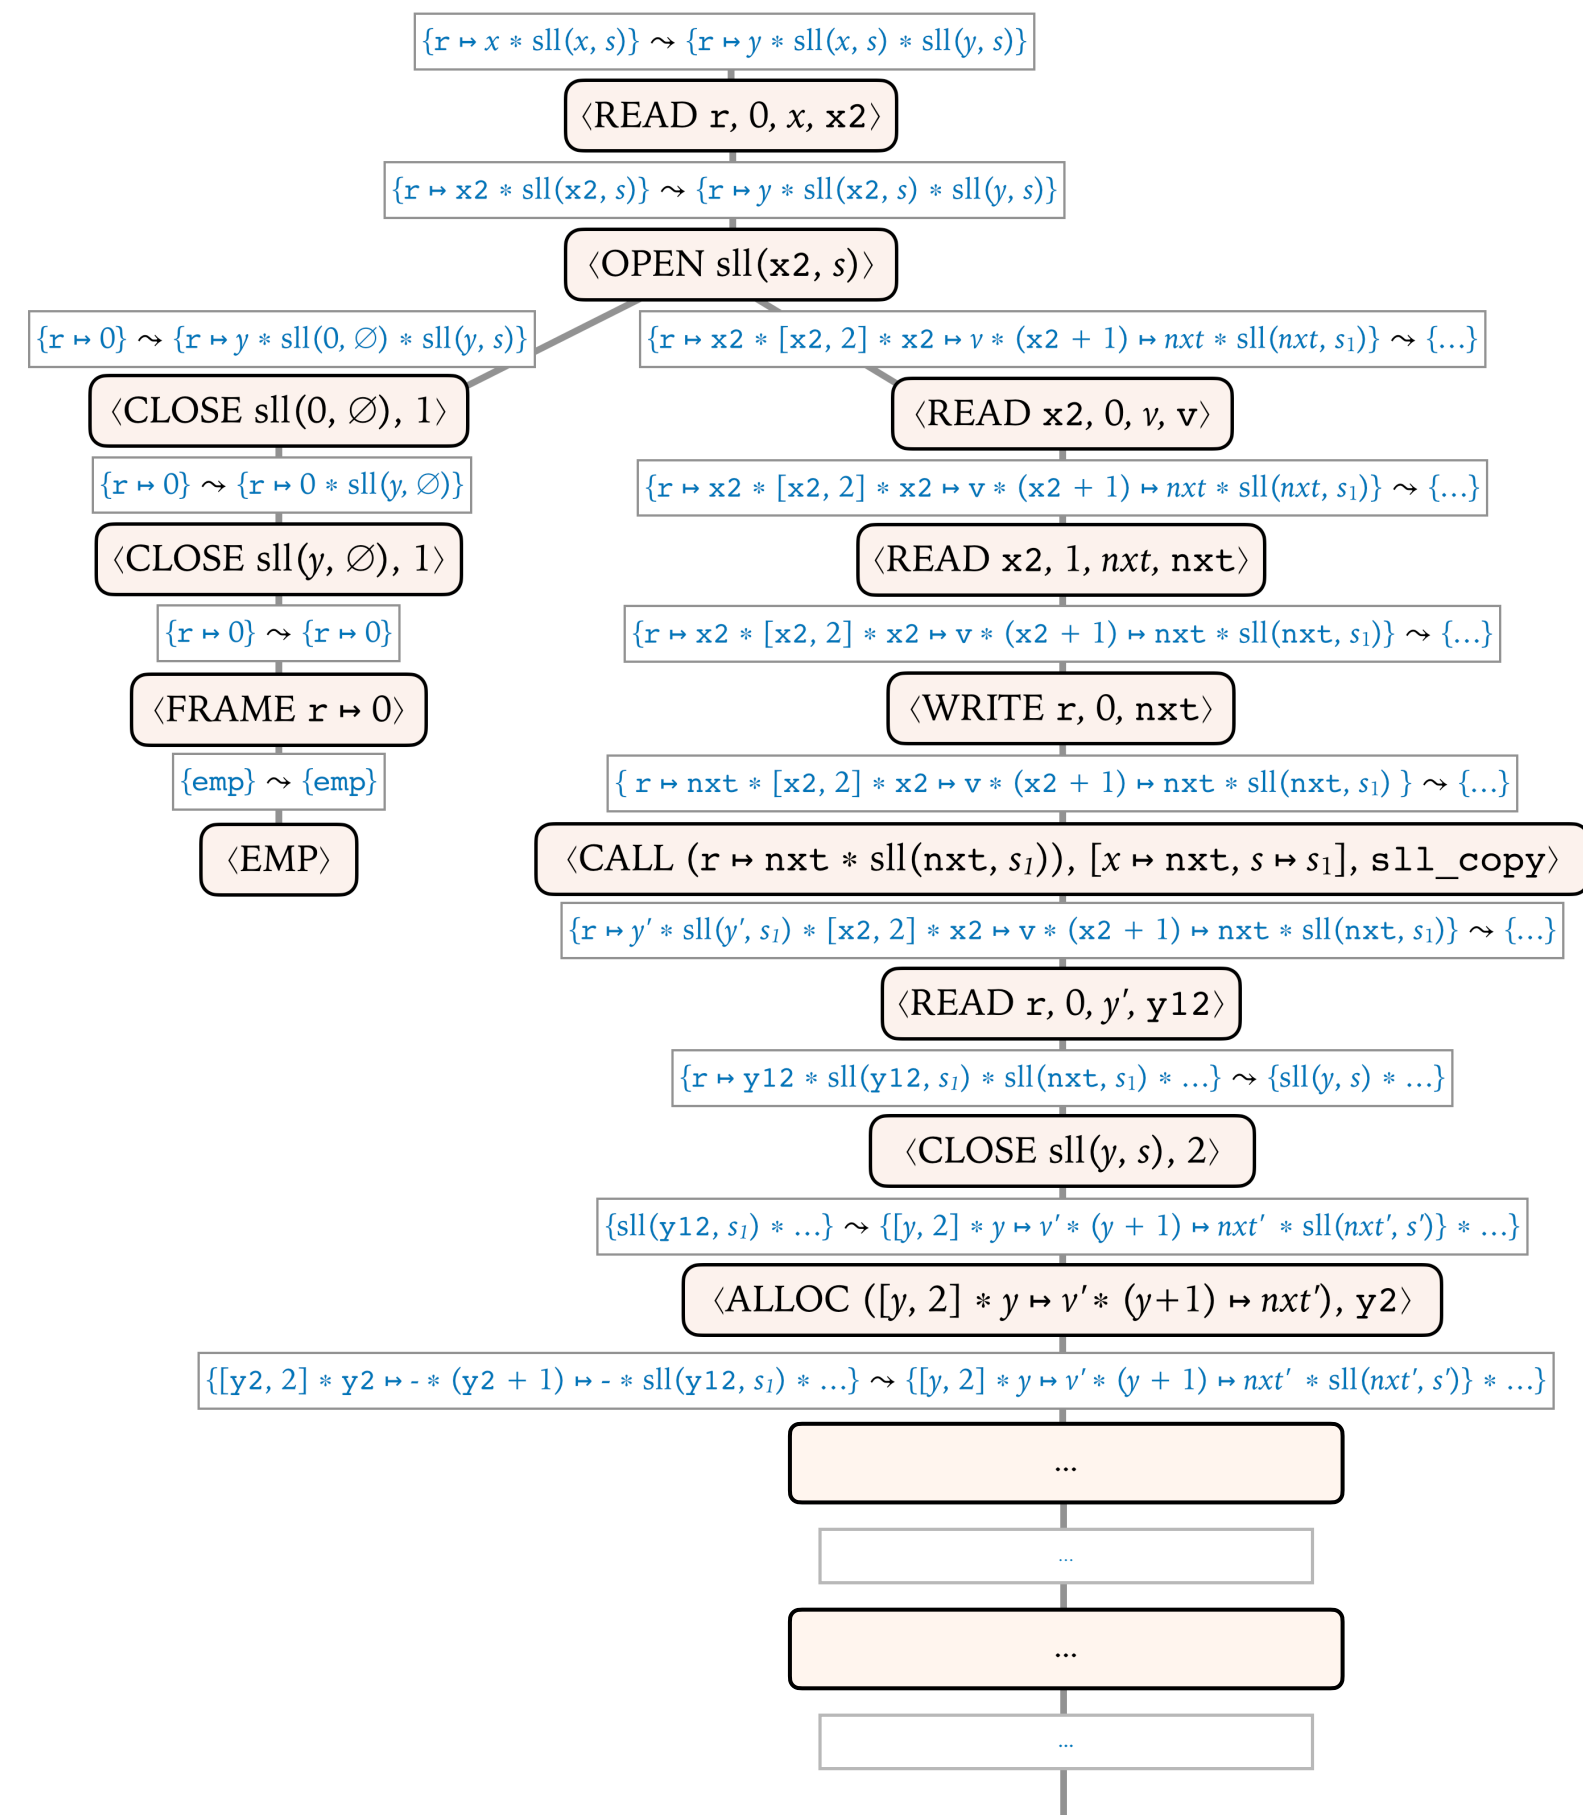 {r ↦ x ∗ sll(x, s)} ⤳ {r ↦ y ∗ sll(x, s) ∗ sll(y, s)}
⟨READ r, 0, x, x2⟩
{r ↦ x2 ∗ sll(x2, s)} ⤳ {r ↦ y ∗ sll(x2, s) ∗ sll(y, s)}
⟨OPEN sll(x2, s)⟩
{r ↦ 0} ⤳ {r ↦ y ∗ sll(0, ∅) ∗ sll(y, s)}
⟨CLOSE sll(0, ∅), 1⟩
{r ↦ 0} ⤳ {r ↦ 0 ∗ sll(y, ∅)}
⟨CLOSE sll(y, ∅), 1⟩
{r ↦ 0} ⤳ {r ↦ 0}
⟨FRAME r ↦ 0⟩
{emp} ⤳ {emp}
⟨EMP⟩
{r ↦ x2 ∗ [x2, 2] ∗ x2 ↦ v ∗ (x2 + 1) ↦ nxt ∗ sll(nxt, s₁)} ⤳ {…}
⟨READ x2, 0, v, v⟩
{r ↦ x2 ∗ [x2, 2] ∗ x2 ↦ v ∗ (x2 + 1) ↦ nxt ∗ sll(nxt, s₁)} ⤳ {…}
⟨READ x2, 1, nxt, nxt⟩
{r ↦ x2 ∗ [x2, 2] ∗ x2 ↦ v ∗ (x2 + 1) ↦ nxt ∗ sll(nxt, s₁)} ⤳ {…}
⟨WRITE r, 0, nxt⟩
{ r ↦ nxt ∗ [x2, 2] ∗ x2 ↦ v ∗ (x2 + 1) ↦ nxt ∗ sll(nxt, s₁) } ⤳ {…}
⟨CALL (r ↦ nxt ∗ sll(nxt, s₁)), [x ↦ nxt, s ↦ s₁], sll_copy⟩
{r ↦ y′ ∗ sll(y′, s₁) ∗ [x2, 2] ∗ x2 ↦ v ∗ (x2 + 1) ↦ nxt ∗ sll(nxt, s₁)} ⤳ {…}
⟨READ r, 0, y′, y12⟩
{r ↦ y12 ∗ sll(y12, s₁) ∗ sll(nxt, s₁) ∗ …} ⤳ {sll(y, s) ∗ …}
⟨CLOSE sll(y, s), 2⟩
{sll(y12, s₁) ∗ …} ⤳ {[y, 2] ∗ y ↦ v′ ∗ (y + 1) ↦ nxt′ ∗ sll(nxt′, s′)} ∗ …}
⟨ALLOC ([y, 2] ∗ y ↦ v′ ∗ (y+1) ↦ nxt′), y2⟩
{[y2, 2] ∗ y2 ↦ - ∗ (y2 + 1) ↦ - ∗ sll(y12, s₁) ∗ …} ⤳ {[y, 2] ∗ y ↦ v′ ∗ (y + 1) ↦ nxt′ ∗ sll(nxt′, s′)} ∗ …}
...
...
...
...